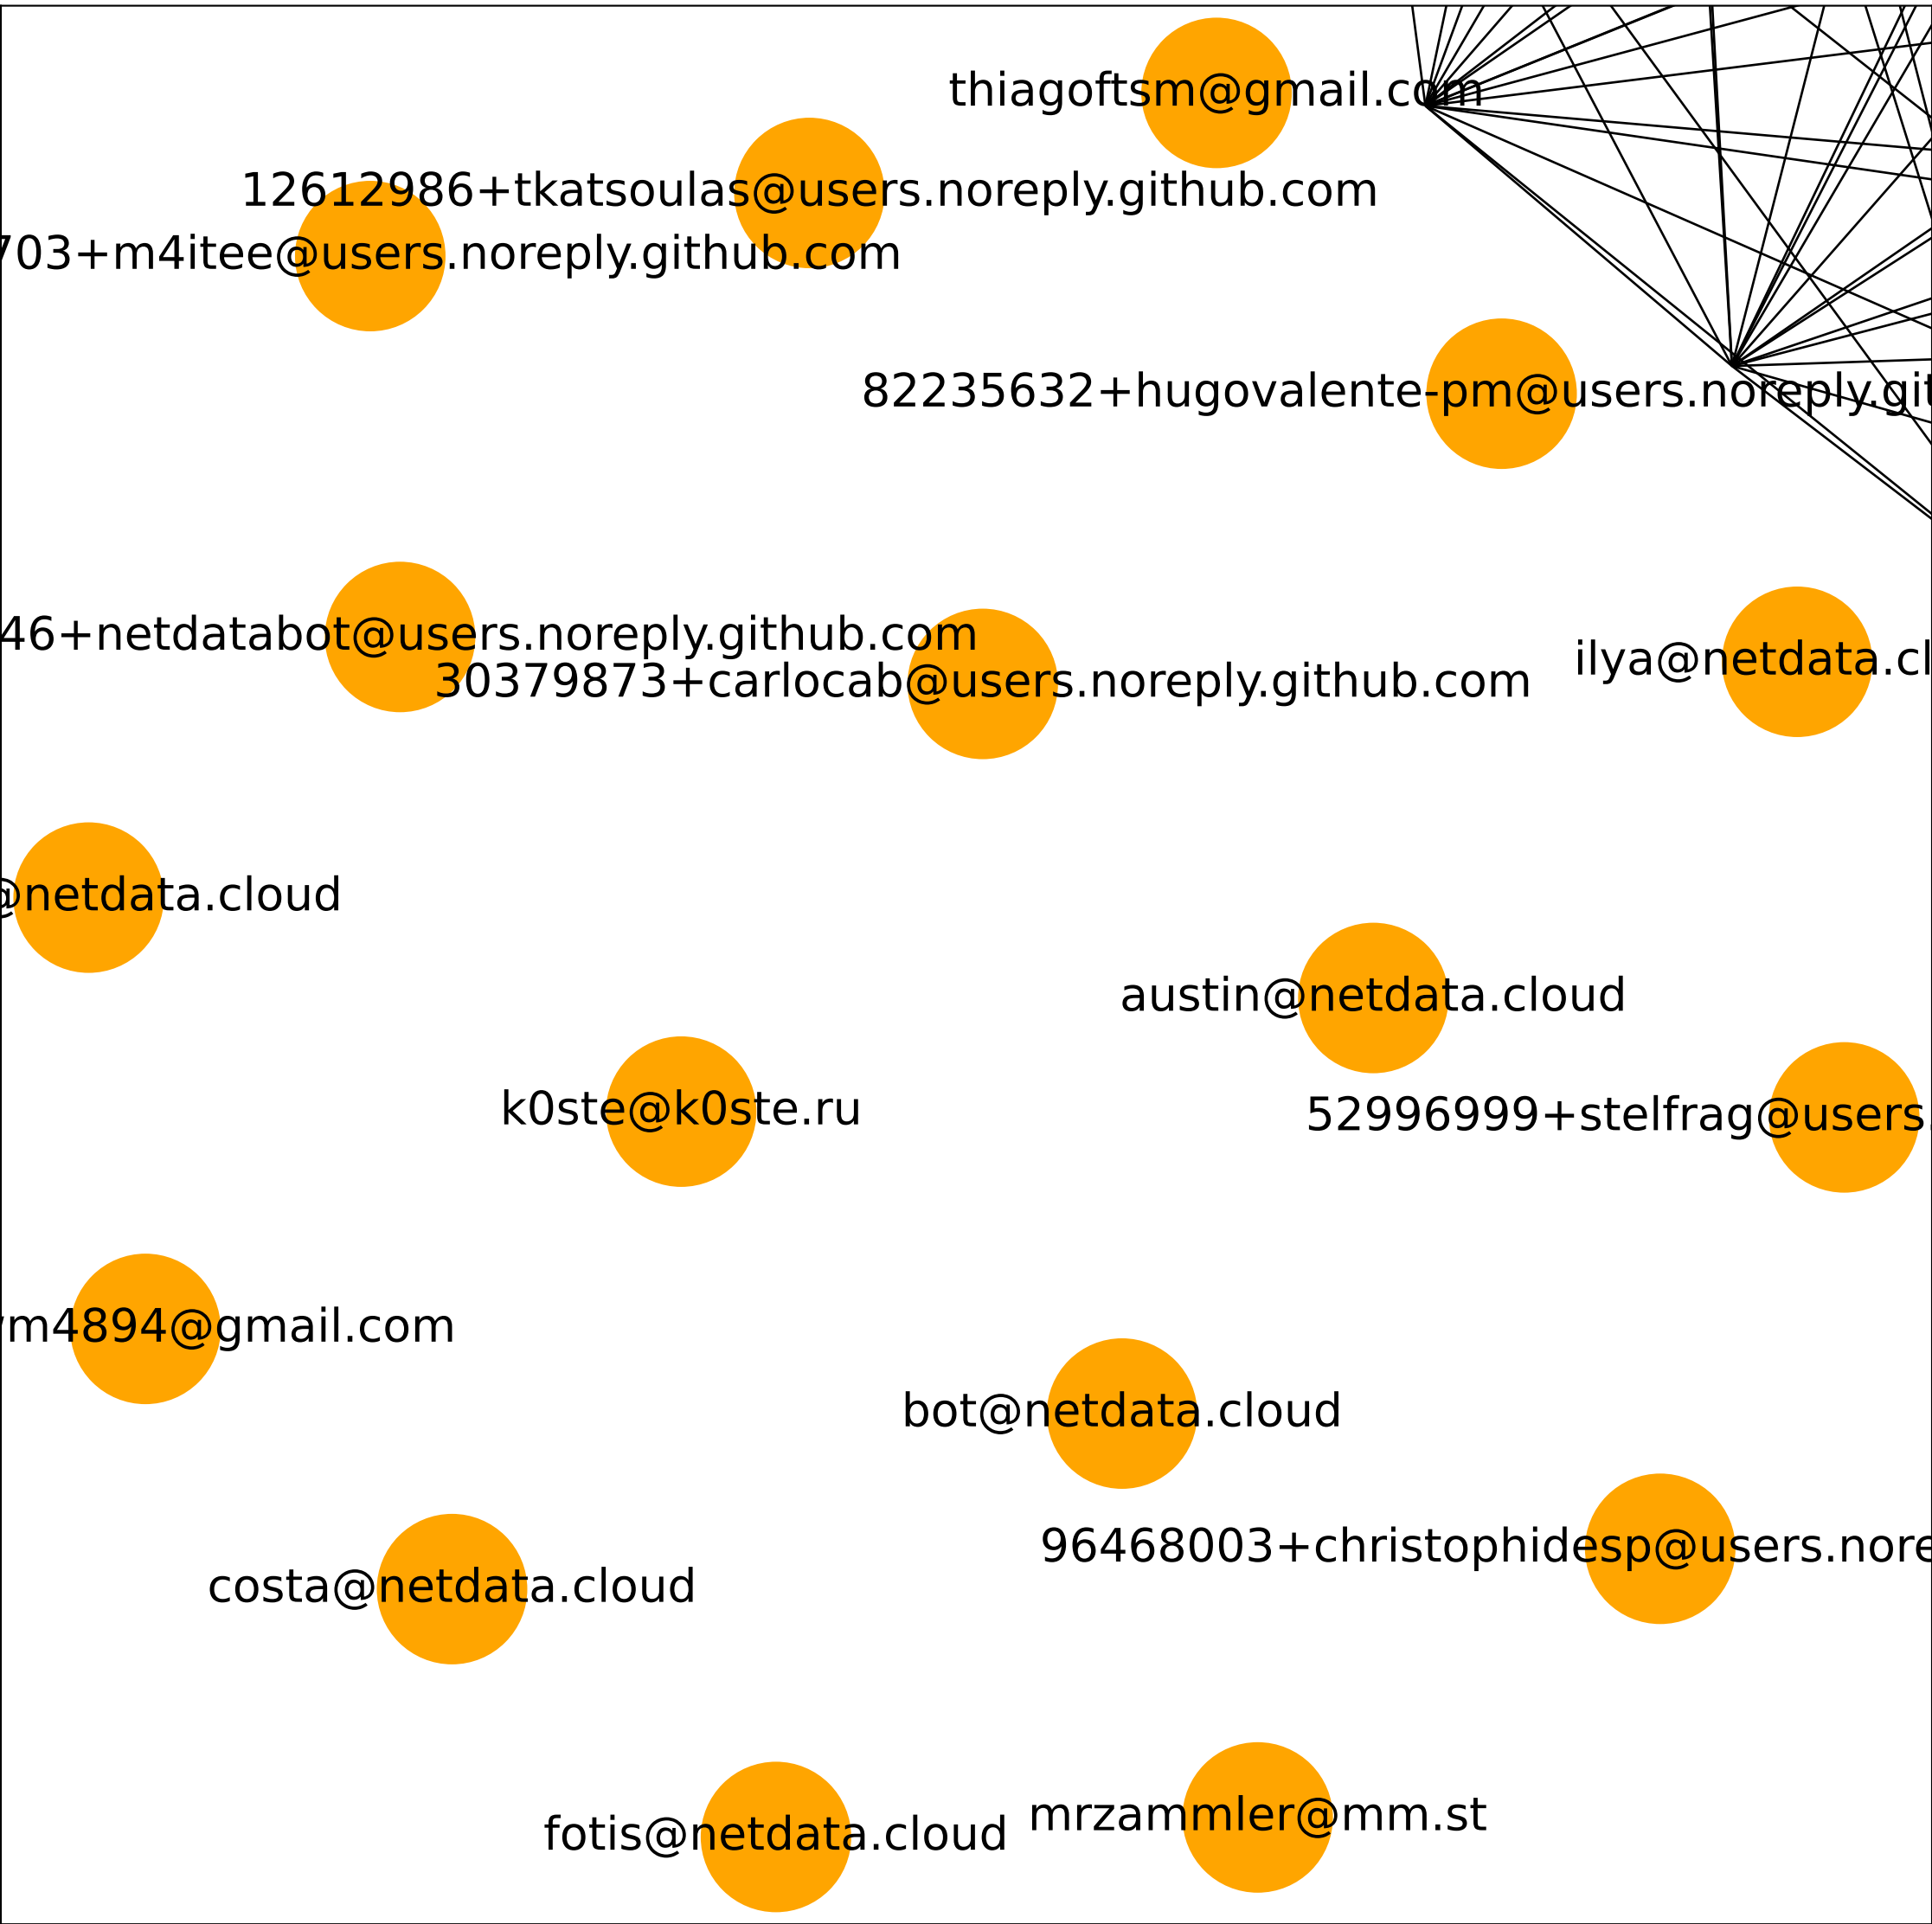 thiagoftsm@gmail.com
12612986+tkatsoulas@users.noreply.github.com
703+m4itee@users.noreply.github.com
82235632+hugovalente-pm@users.noreply.git
46+netdatabot@users.noreply.github.com
ilya@netdata.cl
30379873+carlocab@users.noreply.github.com
@netdata.cloud
austin@netdata.cloud
k0ste@k0ste.ru
52996999+stelfrag@users.
m4894@gmail.com
bot@netdata.cloud
96468003+christophidesp@users.nore
costa@netdata.cloud
mrzammler@mm.st
fotis@netdata.cloud